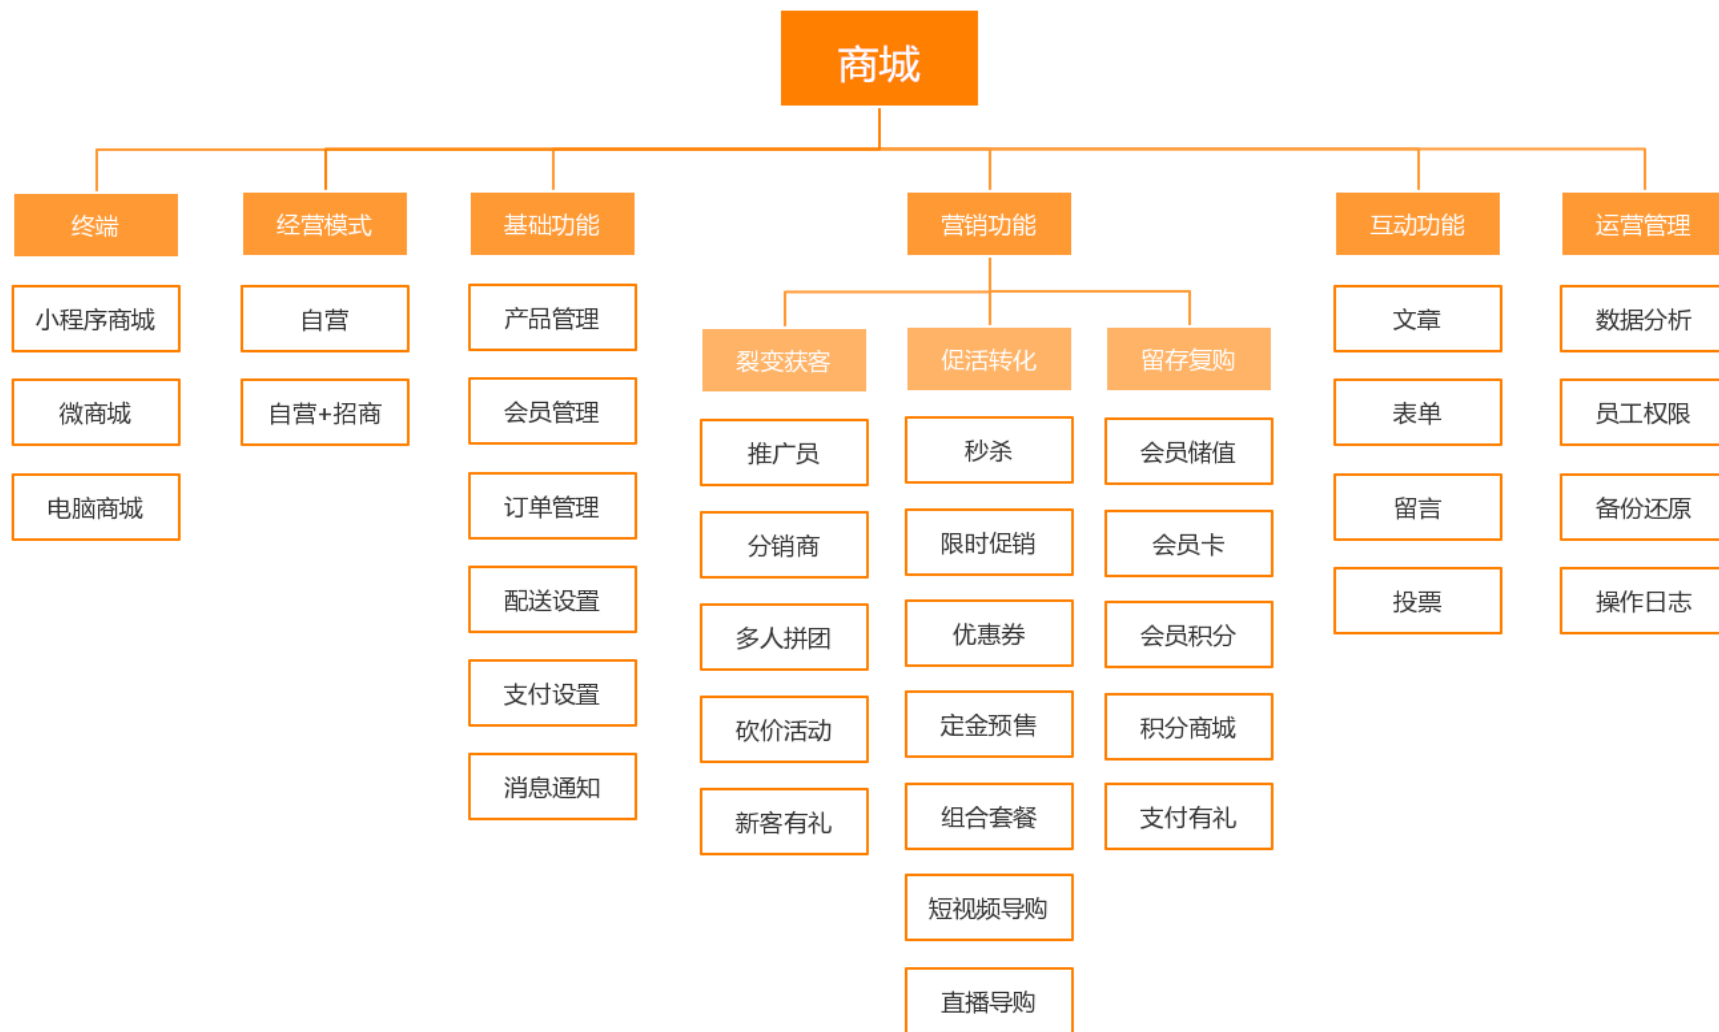 商城
终端
经营模式
基础功能
营销功能
互动功能
运营管理
小程序商城
微商城
电脑商城
自营
自营+招商
产品管理
会员管理
订单管理
配送设置
支付设置
消息通知
裂变获客
推广员
分销商
多人拼团
砍价活动
新客有礼
促活转化
秒杀
限时促销
优惠券
定金预售
组合套餐
短视频导购
直播导购
留存复购
会员储值
会员卡
会员积分
积分商城
支付有礼
文章
表单
留言
投票
数据分析
员工权限
备份还原
操作日志